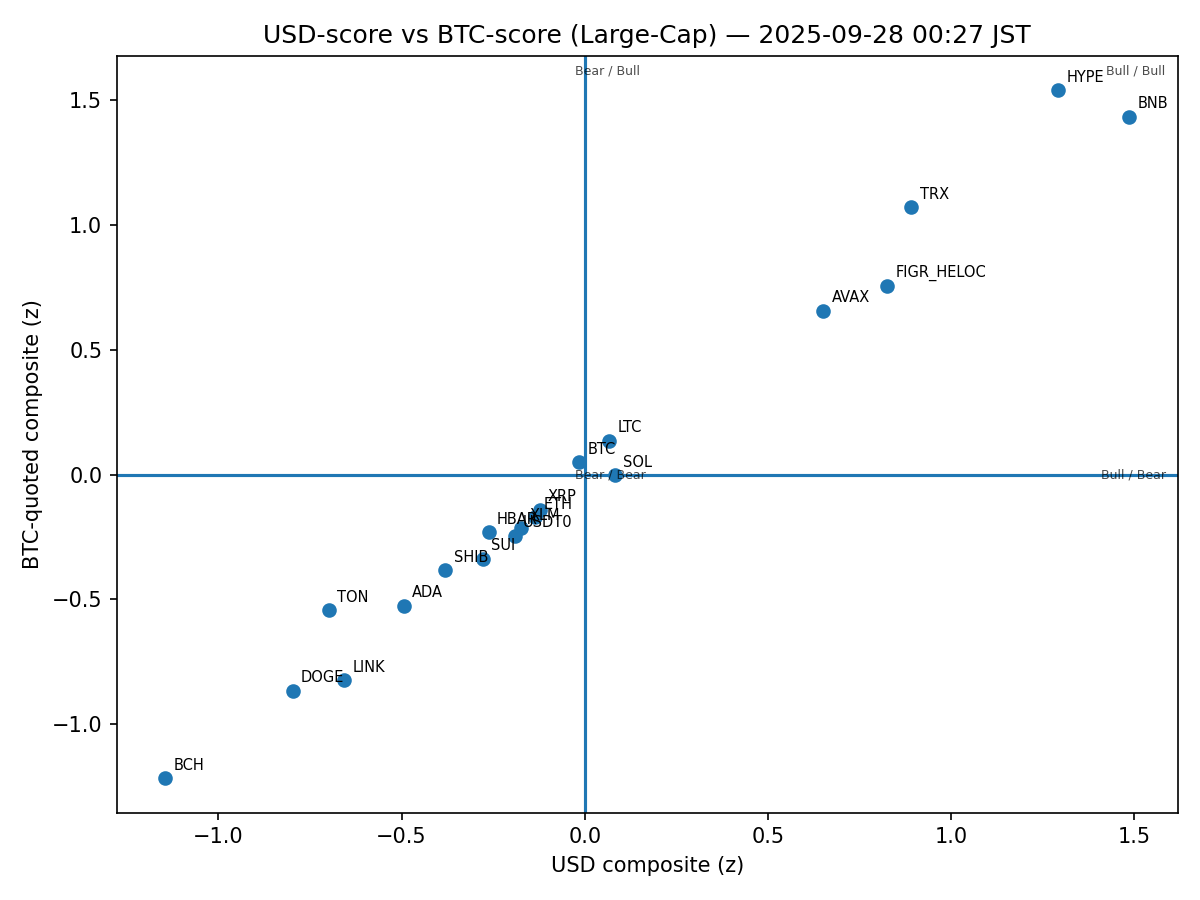 USD-score vs BTC-score (Large-Cap) — 2025-09-28 00:27 JST
Bear / Bull
Bull / Bull
HYPE
BNB
TRX
FIGR_HELOC
AVAX
LTC
BTC
SOL
Bear / Bear
Bull / Bear
XRP
ETH
XLM
HBAR
USDT0
SUI
SHIB
ADA
TON
LINK
DOGE
BCH
1.5
1.0
0.5
0.0
−0.5
−1.0
BTC-quoted composite (z)
−1.0
−0.5
0.0
0.5
1.0
1.5
USD composite (z)